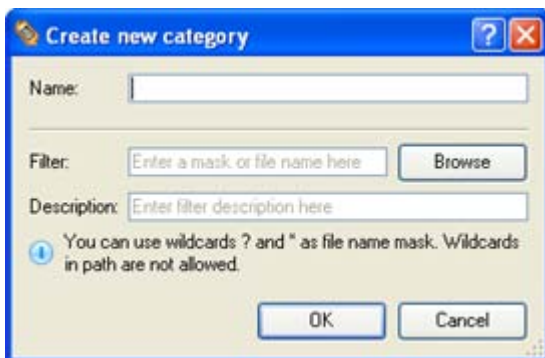 Create new category
Name:
Filter: Enter a mask or file name here Browse
Description: Enter filter description here
You can use wildcards ? and * as file name mask. Wildcards
in path are not allowed.
OK Cancel